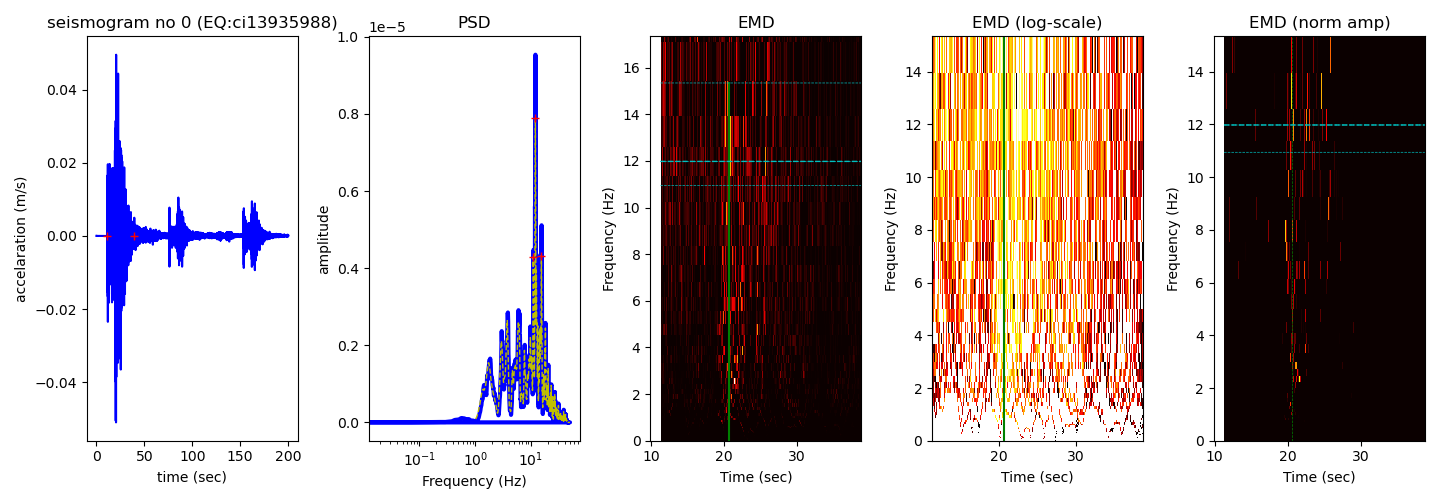 seismogram no 0 (EQ:ci13935988)
accelaration (m/s)
0.04
0.02
0.00
−0.02
−0.04
0 50 100 150 200
time (sec)
PSD
1e−5
amplitude
1.0
0.8
0.6
0.4
0.2
0.0
10⁻¹ 10⁰ 10¹
Frequency (Hz)
EMD
Frequency (Hz)
16
14
12
10
8
6
4
2
0
10 20 30
Time (sec)
EMD (log-scale)
Frequency (Hz)
14
12
10
8
6
4
2
0
20 30
Time (sec)
EMD (norm amp)
Frequency (Hz)
14
12
10
8
6
4
2
0
10 20 30
Time (sec)